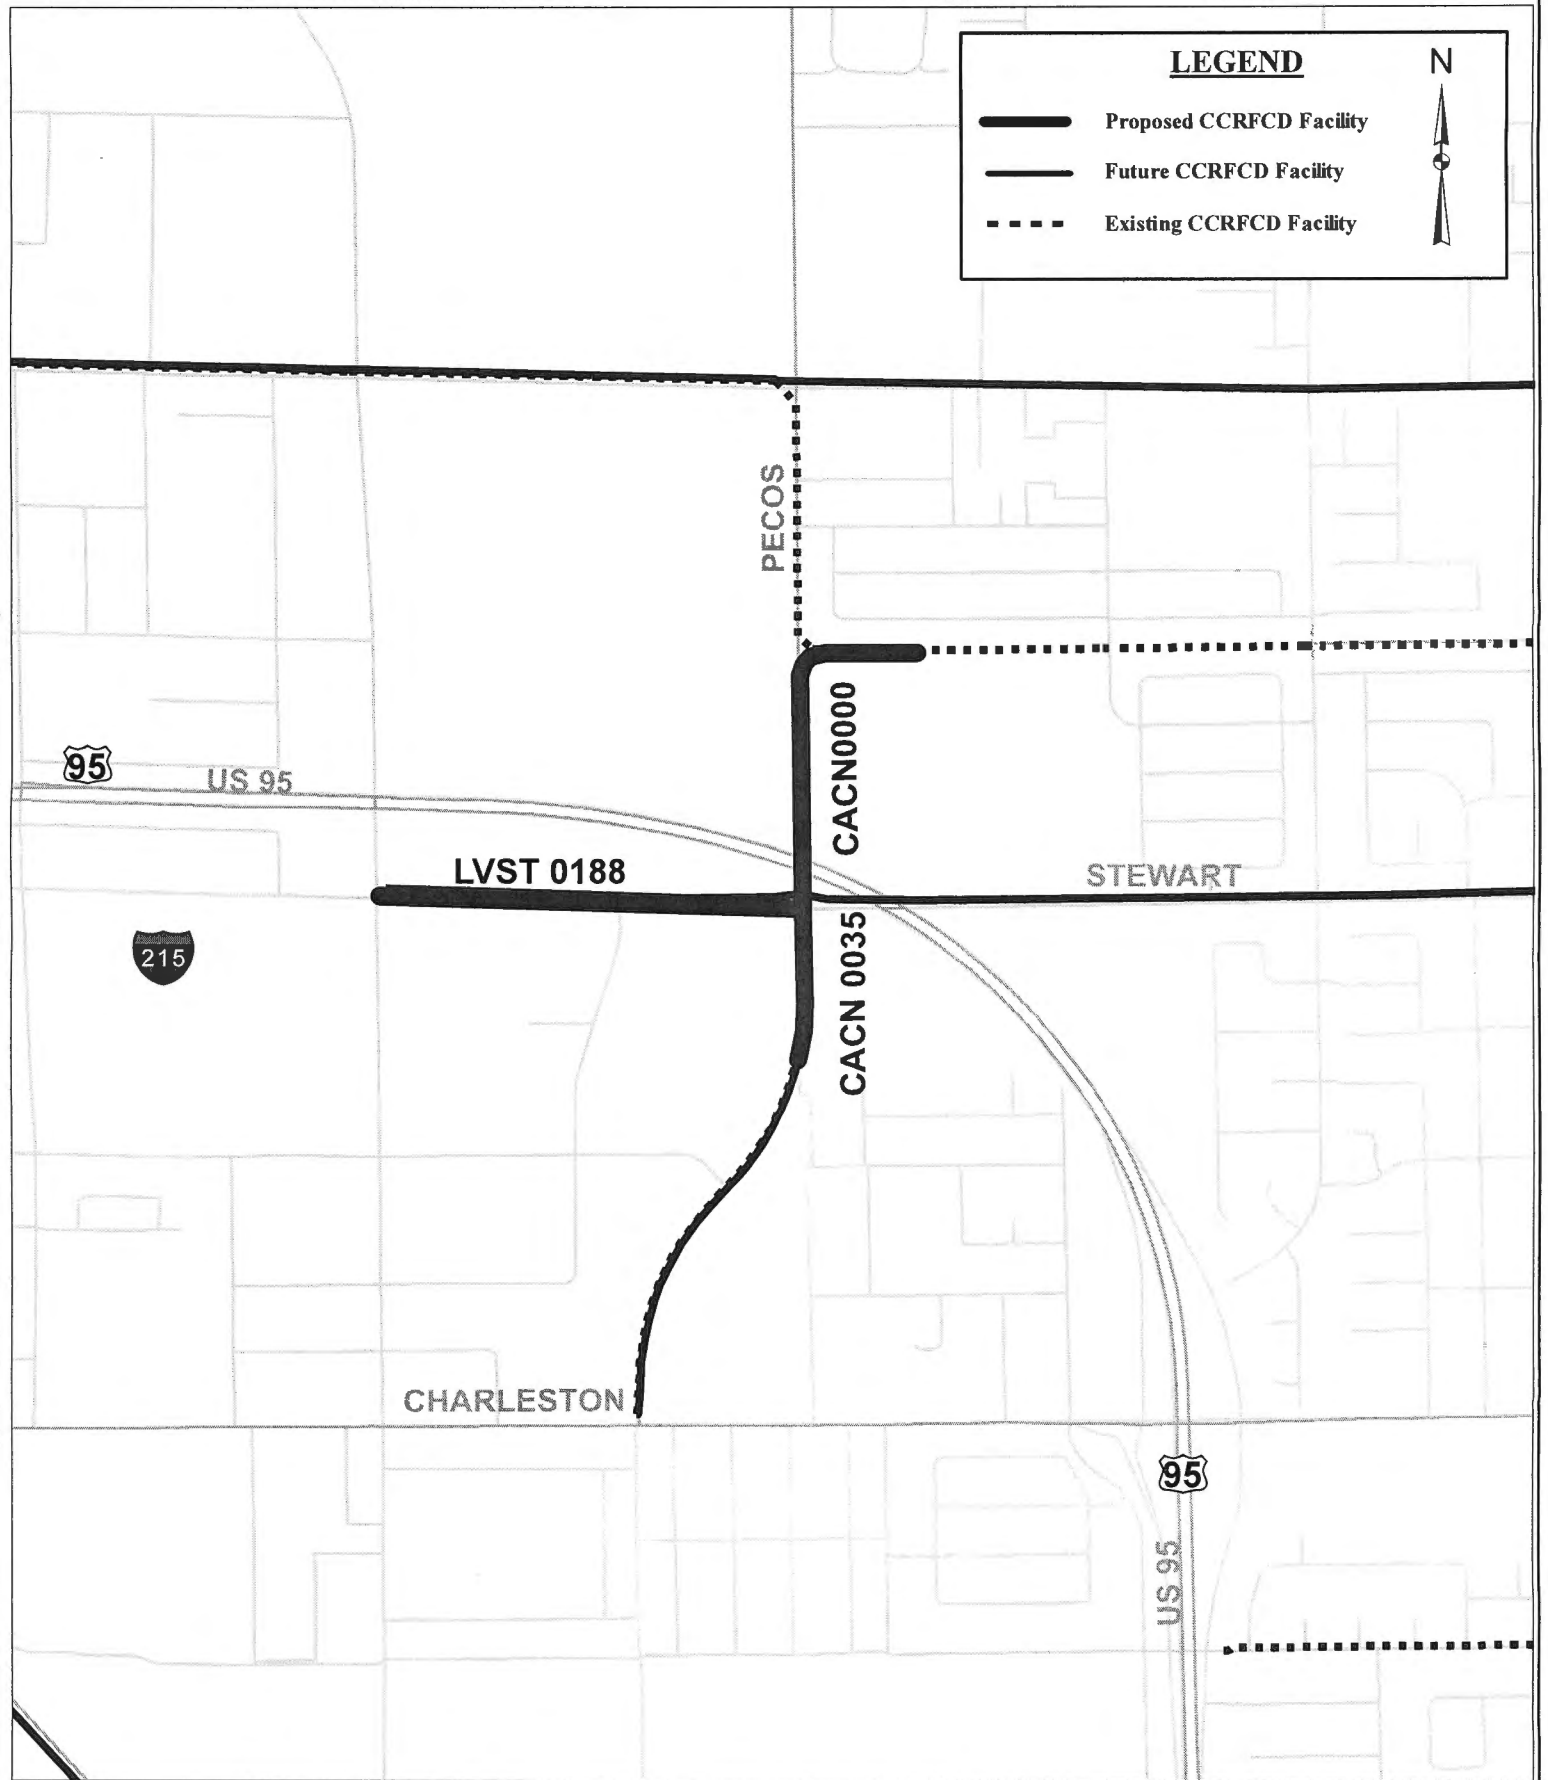 LEGEND
N
Proposed CCRFCD Facility
Future CCRFCD Facility
Existing CCRFCD Facility
PECOS
CACN0000
95
US 95
LVST 0188
STEWART
215
CACN 0035
CHARLESTON
95
US 95